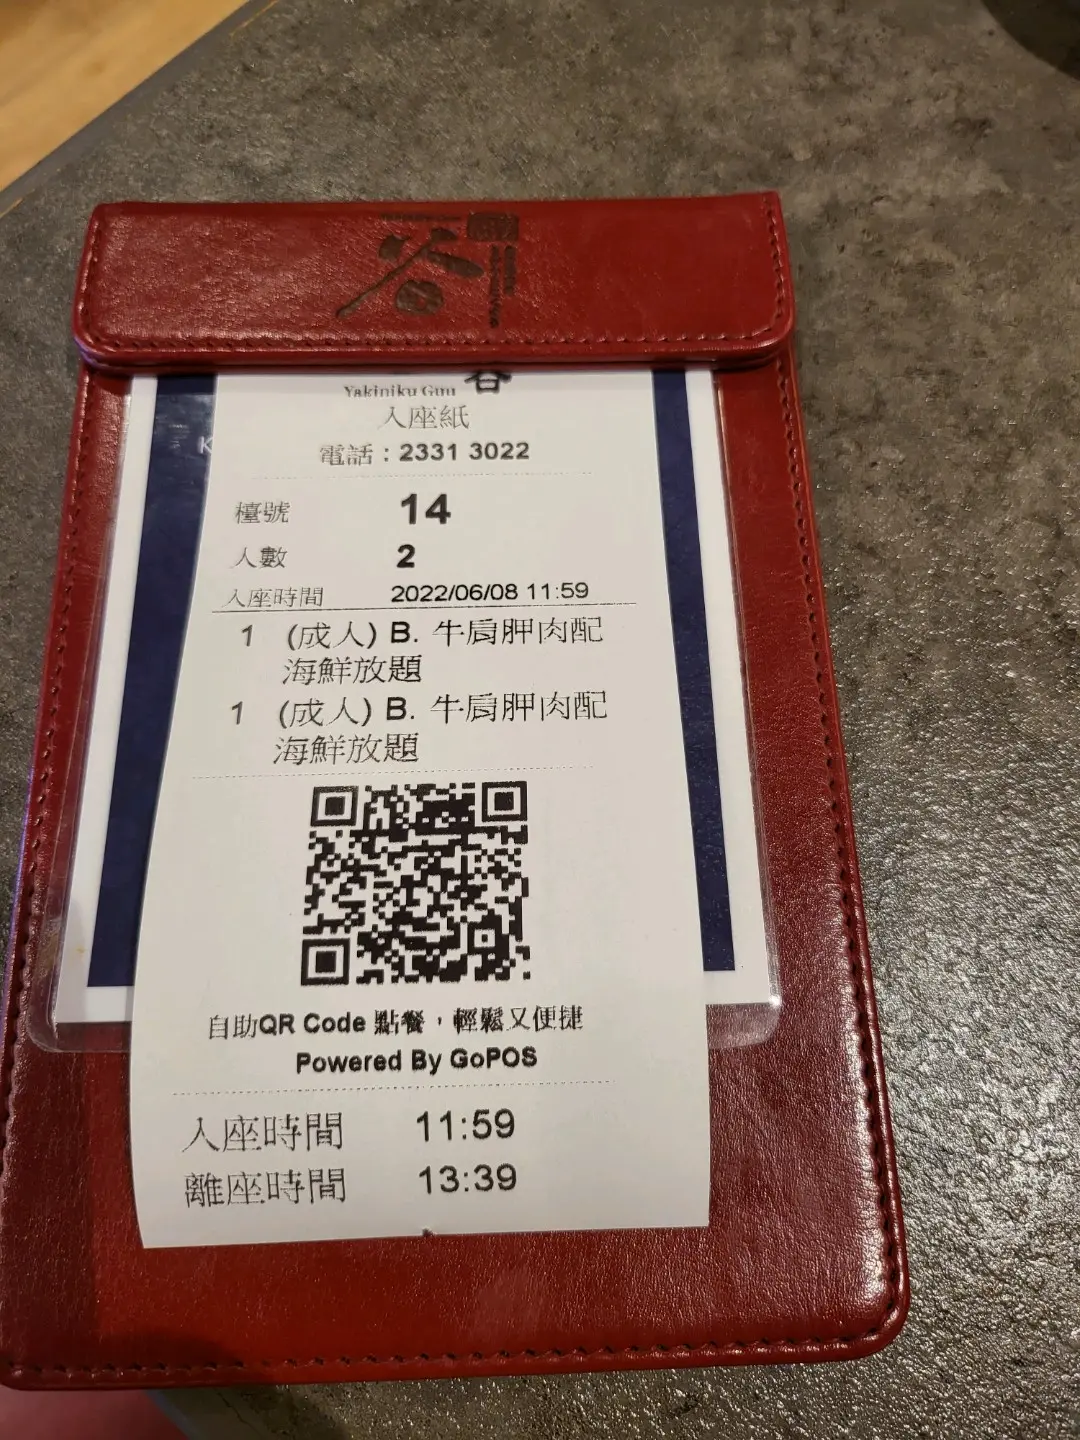 谷
Yakiniku Guu
入座紙
電話：2331 3022
檯號 14
人數 2
入座時間 2022/06/08 11:59
1 (成人) B. 牛肩胛肉配
海鮮放題
1 (成人) B. 牛肩胛肉配
海鮮放題
自助QR Code 點餐，輕鬆又便捷
Powered By GoPOS
入座時間 11:59
離座時間 13:39
K